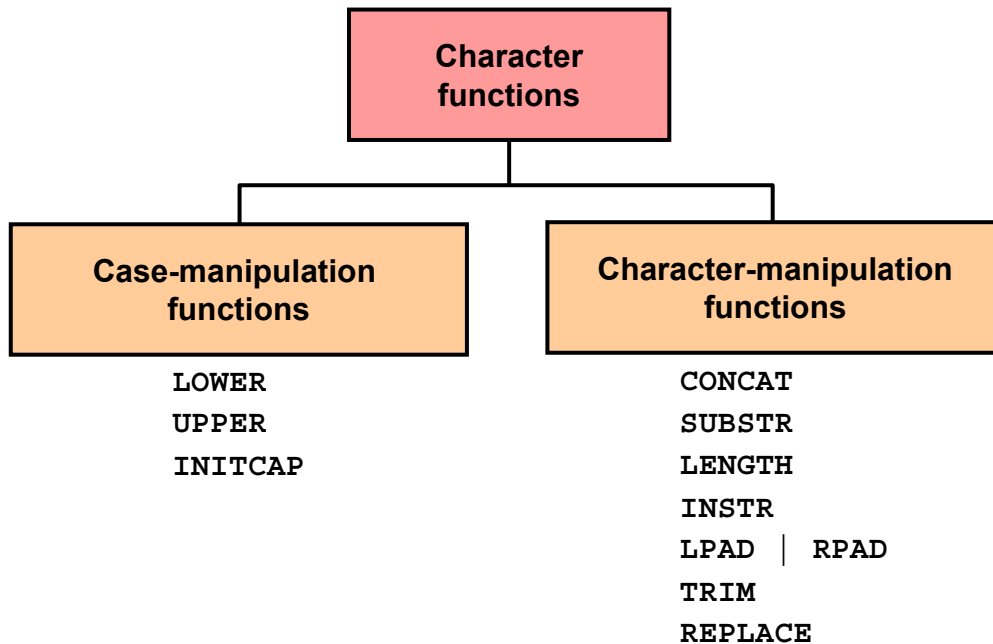 Character
functions
Case-manipulation
functions
LOWER
UPPER
INITCAP
Character-manipulation
functions
CONCAT
SUBSTR
LENGTH
INSTR
LPAD | RPAD
TRIM
REPLACE